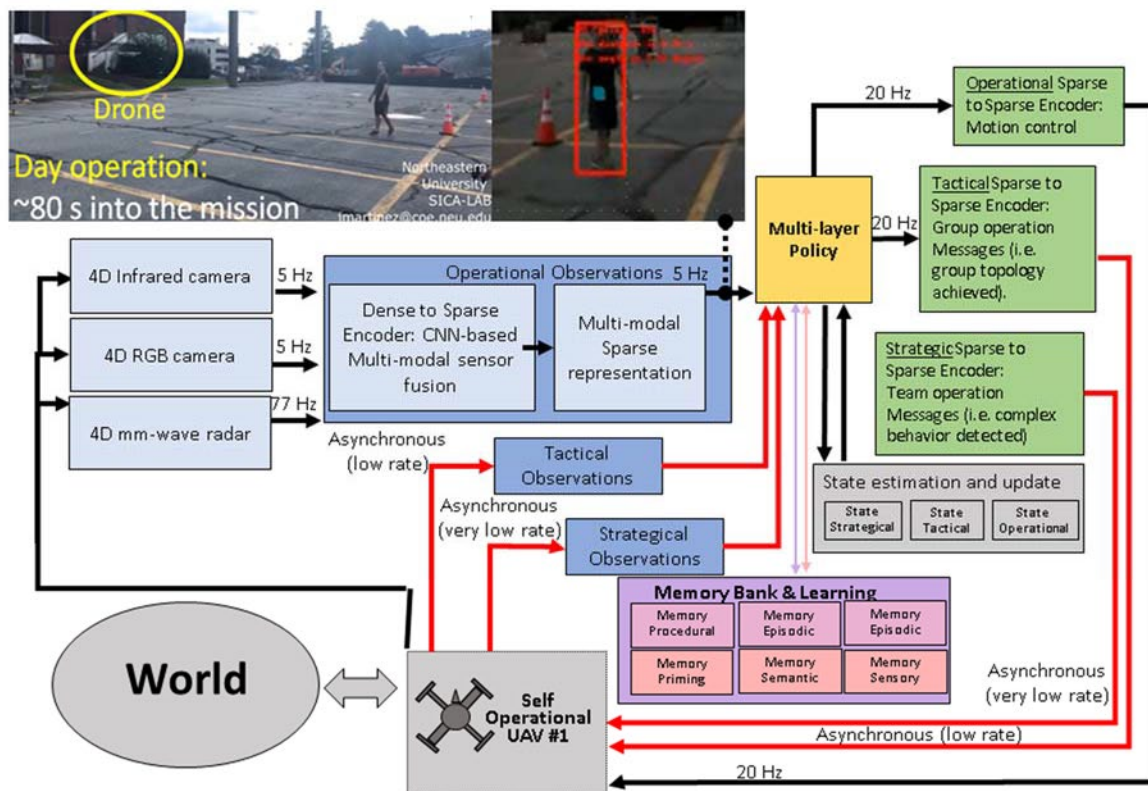 Drone
Day operation:
~80 s into the mission
Northeastern
University
SICA-LAB
jmartinez@coe.neu.edu
4D Infrared camera
4D RGB camera
4D mm-wave radar
5 Hz
5 Hz
77 Hz
Operational Observations
5 Hz
Dense to Sparse
Encoder: CNN-based
Multi-modal sensor
fusion
Multi-modal
Sparse
representation
Asynchronous
(low rate)
Tactical
Observations
Asynchronous
(very low rate)
Strategical
Observations
Multi-layer
Policy
20 Hz
20 Hz
Operational Sparse
to Sparse Encoder:
Motion control
Tactical Sparse to
Sparse Encoder:
Group operation
Messages (i.e.
group topology
achieved).
Strategic Sparse to
Sparse Encoder:
Team operation
Messages (i.e. complex
behavior detected)
State estimation and update
State
Strategical
State
Tactical
State
Operational
Memory Bank & Learning
Memory
Procedural
Memory
Episodic
Memory
Episodic
Memory
Priming
Memory
Semantic
Memory
Sensory
World
Self
Operational
UAV #1
Asynchronous
(very low rate)
Asynchronous (low rate)
20 Hz